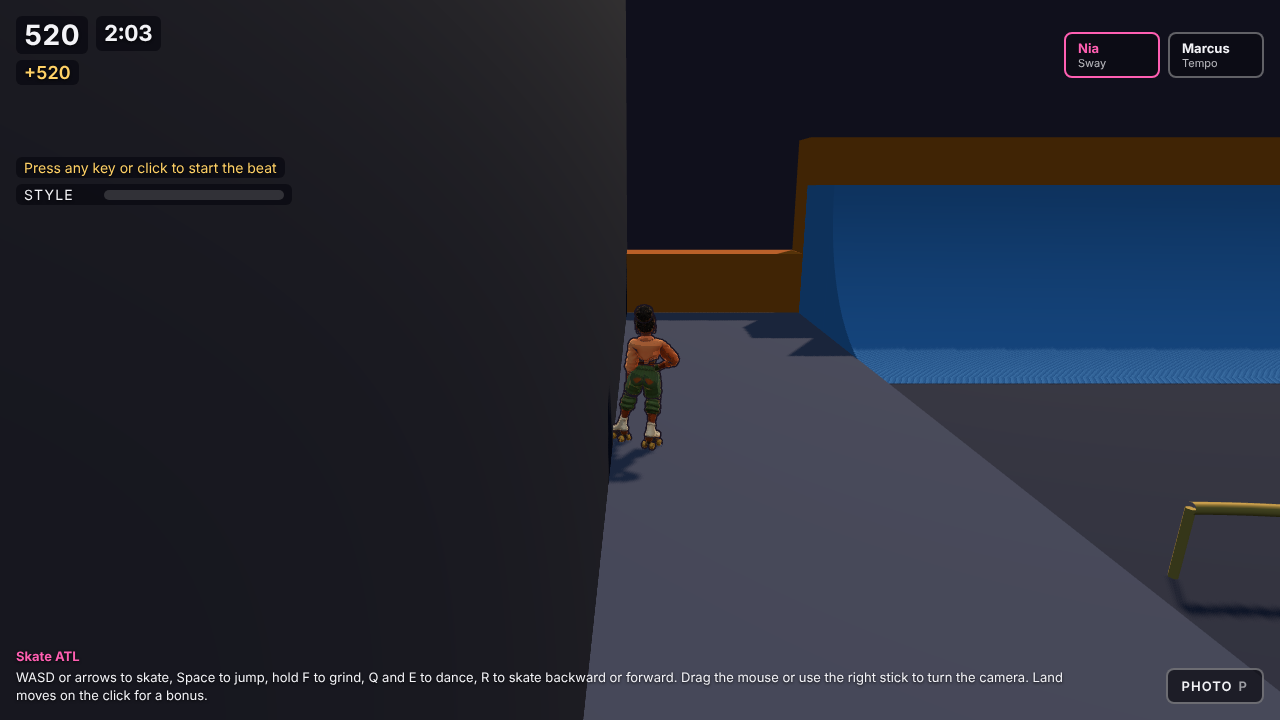 520 2:03
+520
Press any key or click to start the beat
STYLE
Nia
Sway
Marcus
Tempo
Skate ATL
WASD or arrows to skate, Space to jump, hold F to grind, Q and E to dance, R to skate backward or forward. Drag the mouse or use the right stick to turn the camera. Land
moves on the click for a bonus.
PHOTO P